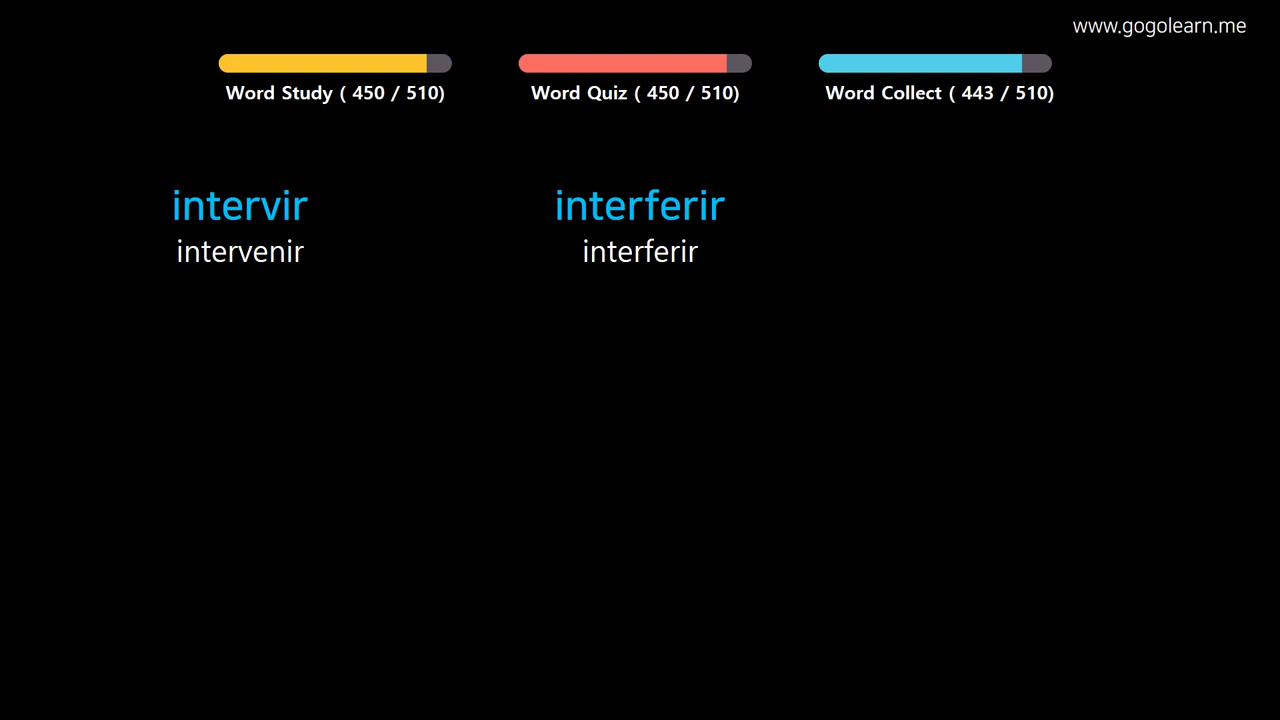 www.gogolearn.me
Word Study ( 450 / 510)
Word Quiz ( 450 / 510)
Word Collect ( 443 / 510)
intervir
intervenir
interferir
interferir